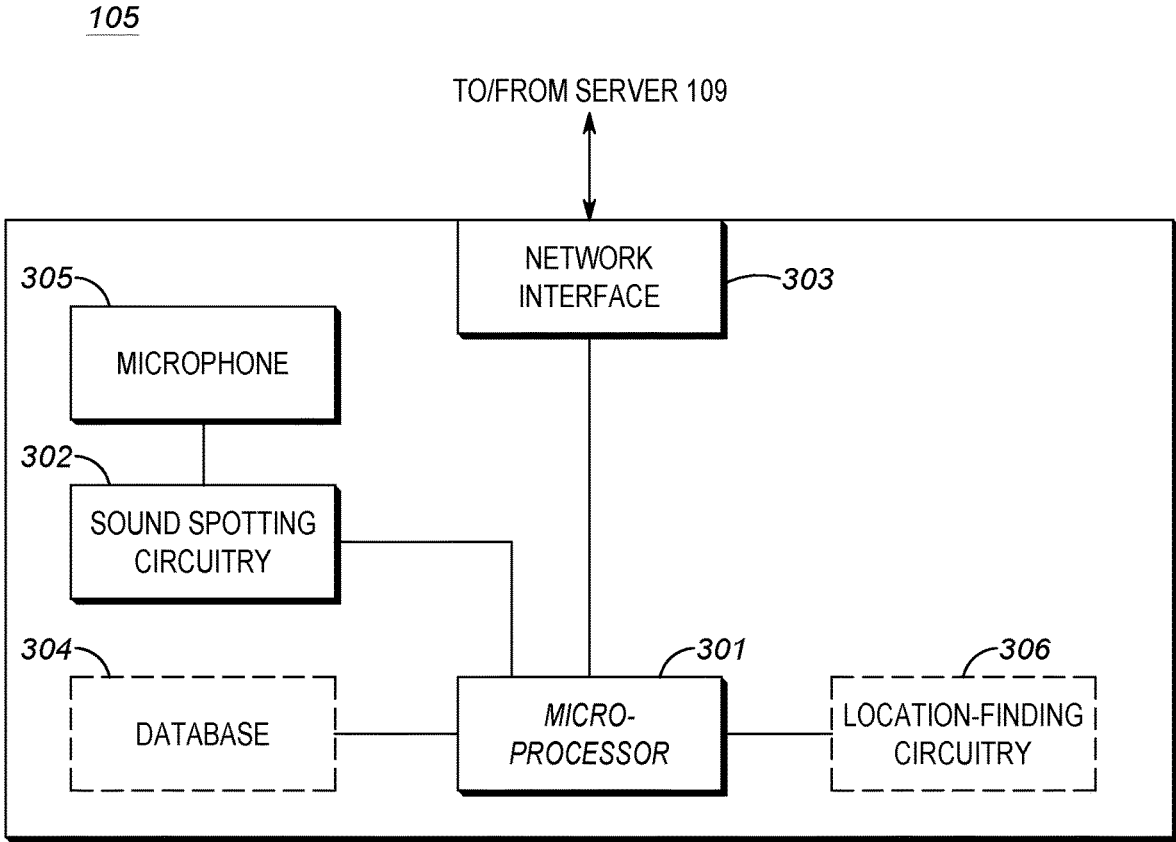 105
TO/FROM SERVER 109
NETWORK
INTERFACE
303
305
MICROPHONE
302
SOUND SPOTTING
CIRCUITRY
304
DATABASE
301
MICRO-
PROCESSOR
306
LOCATION-FINDING
CIRCUITRY